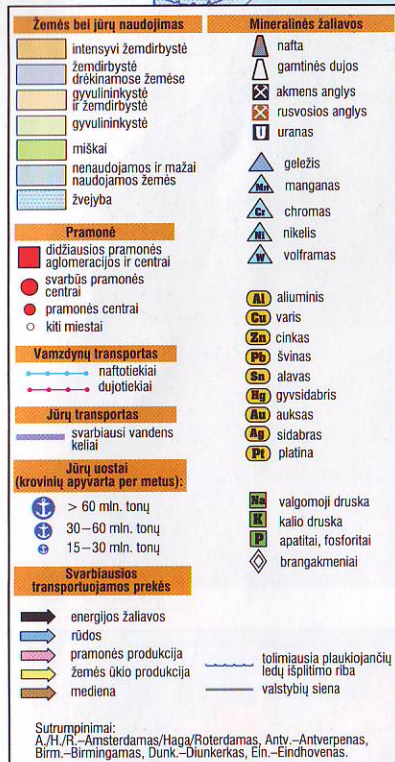 Žemės bei jūrų naudojimas
intensyvi žemdirbystė
žemdirbystė
drėkinamose žemėse
gyvulininkystė
ir žemdirbystė
gyvulininkystė
miškai
nenaudojamos ir mažai
naudojamos žemės
žvejyba
Pramonė
didžiausios pramonės
aglomeracijos ir centrai
svarbūs pramonės
centrai
pramonės centrai
kiti miestai
Vamzdynų transportas
naftotiekiai
dujotiekiai
Jūrų transportas
svarbiausi vandens
keliai
Jūrų uostai
(krovinių apyvarta per metus):
> 60 mln. tonų
30–60 mln. tonų
15–30 mln. tonų
Svarbiausios
transportuojamos prekės
energijos žaliavos
rūdos
pramonės produkcija
žemės ūkio produkcija
mediena
Mineralinės žaliavos
nafta
gamtinės dujos
akmens anglys
rusvosios anglys
U uranas
geležis
Mn manganas
Cr chromas
Ni nikelis
W volframas
Al aliuminis
Cu varis
Zn cinkas
Pb švinas
Sn alavas
Hg gyvsidabris
Au auksas
Ag sidabras
Pt platina
Na valgomoji druska
K kalio druska
P apatitai, fosforitai
brangakmeniai
tolimiausia plaukiojančių
ledų išplitimo riba
valstybių siena
Sutrumpinimai:
A./H./R.–Amsterdamas/Haga/Roterdamas, Antv.–Antverpenas,
Birm.–Birmingamas, Dunk.–Diunkerkas, Ein.–Eindhovenas.